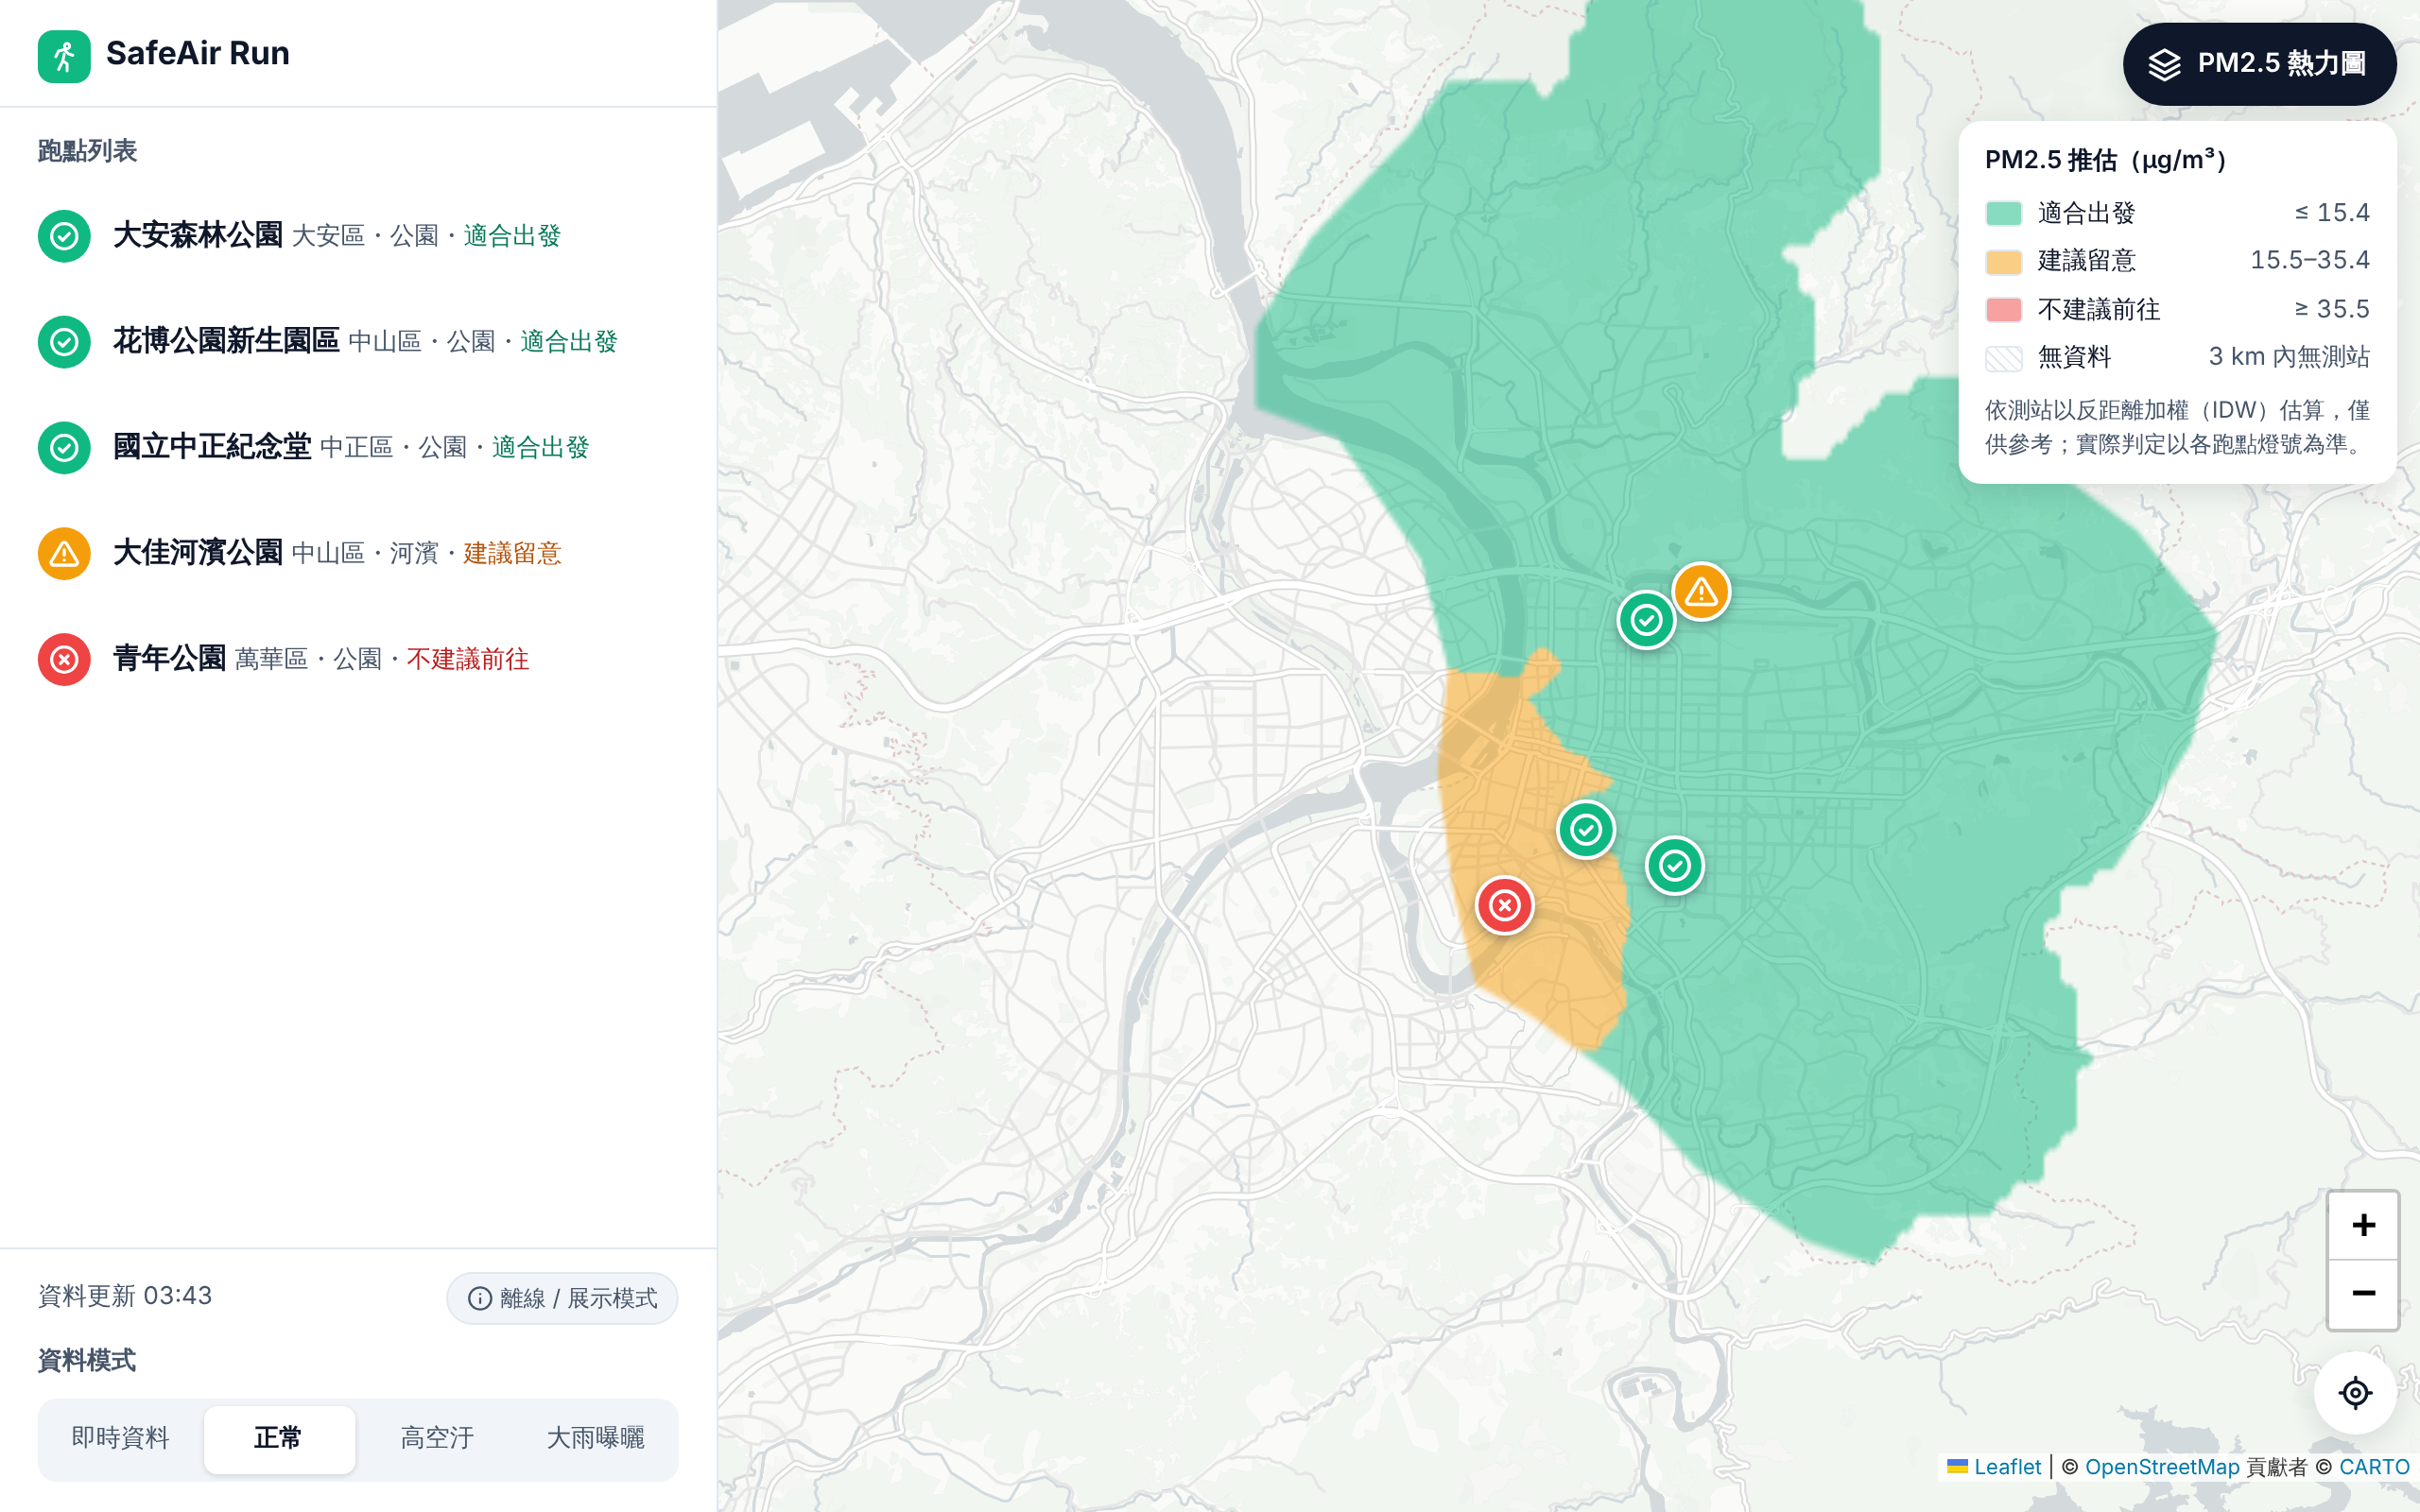 SafeAir Run
跑點列表
大安森林公園 大安區・公園・適合出發
花博公園新生園區 中山區・公園・適合出發
國立中正紀念堂 中正區・公園・適合出發
大佳河濱公園 中山區・河濱・建議留意
青年公園 萬華區・公園・不建議前往
資料更新 03:43
離線 / 展示模式
資料模式
即時資料 正常 高空汙 大雨曝曬
PM2.5 熱力圖
PM2.5 推估（μg/m³）
適合出發 ≤ 15.4
建議留意 15.5–35.4
不建議前往 ≥ 35.5
無資料 3 km 內無測站
依測站以反距離加權（IDW）估算，僅
供參考；實際判定以各跑點燈號為準。
+
−
Leaflet | © OpenStreetMap 貢獻者 © CARTO